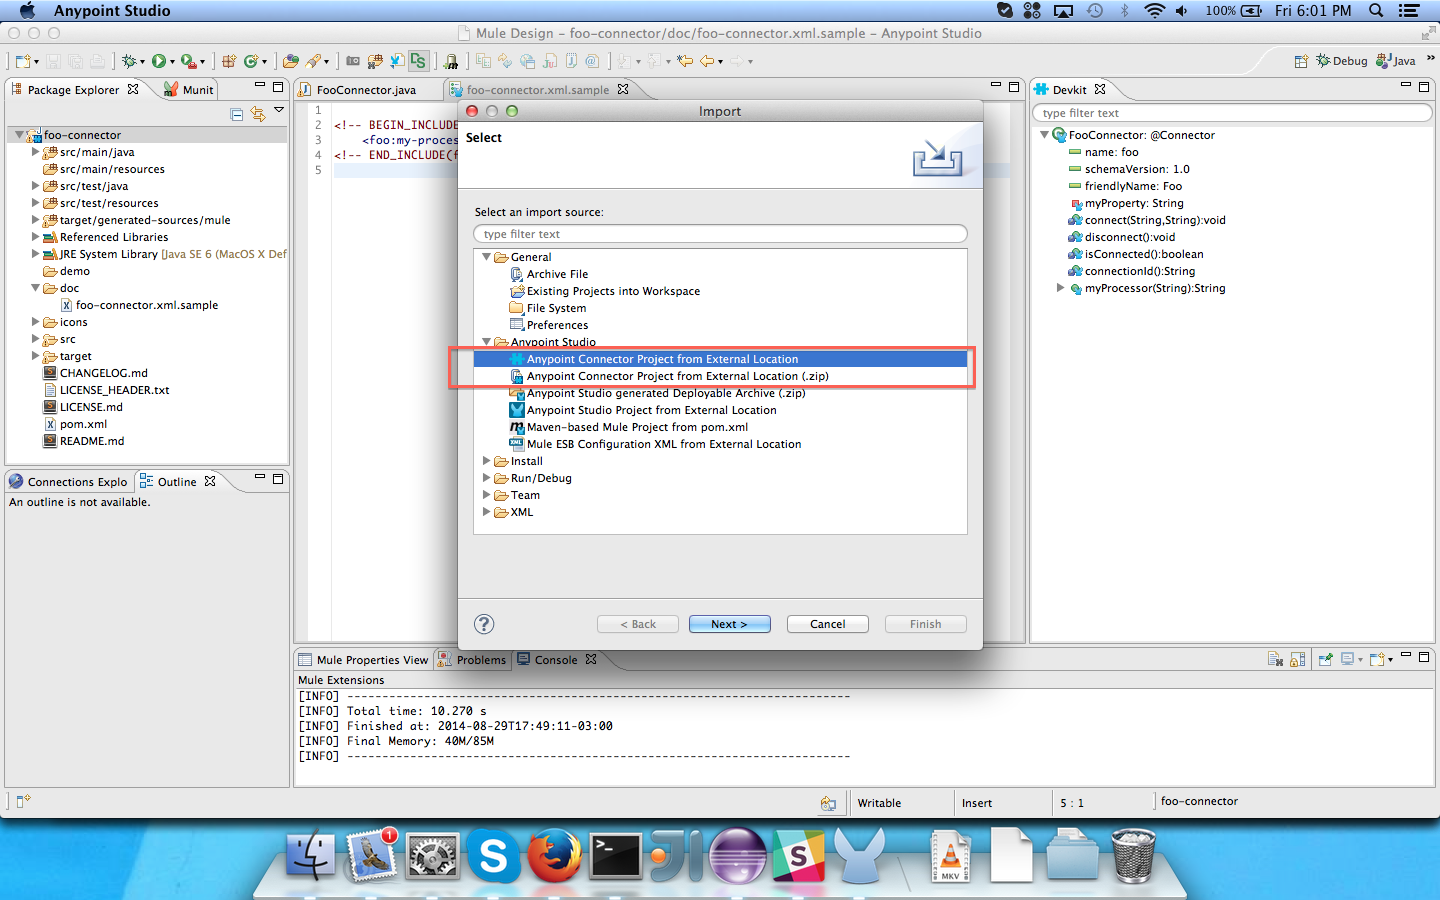 Anypoint Studio
100%
Fri 6:01 PM
Mule Design - foo-connector/doc/foo-connector.xml.sample - Anypoint Studio
Debug
Java
Package Explorer
Munit
foo-connector
src/main/java
src/main/resources
src/test/java
src/test/resources
target/generated-sources/mule
Referenced Libraries
JRE System Library [Java SE 6 (MacOS X Def
demo
doc
foo-connector.xml.sample
icons
src
target
CHANGELOG.md
LICENSE_HEADER.txt
LICENSE.md
pom.xml
README.md
Connections Explo
Outline
An outline is not available.
FooConnector.java
foo-connector.xml.sample
1
2 <!-- BEGIN_INCLUDE
3 <foo:my-proces
4 <!-- END_INCLUDE(f
5
Import
Select
Select an import source:
type filter text
General
Archive File
Existing Projects into Workspace
File System
Preferences
Anypoint Studio
Anypoint Connector Project from External Location
Anypoint Connector Project from External Location (.zip)
Anypoint Studio generated Deployable Archive (.zip)
Anypoint Studio Project from External Location
Maven-based Mule Project from pom.xml
Mule ESB Configuration XML from External Location
Install
Run/Debug
Team
XML
?
< Back
Next >
Cancel
Finish
Devkit
type filter text
FooConnector: @Connector
name: foo
schemaVersion: 1.0
friendlyName: Foo
myProperty: String
connect(String,String):void
disconnect():void
isConnected():boolean
connectionId():String
myProcessor(String):String
Mule Properties View
Problems
Console
Mule Extensions
[INFO] ------------------------------------------------------------------------
[INFO] Total time: 10.270 s
[INFO] Finished at: 2014-08-29T17:49:11-03:00
[INFO] Final Memory: 40M/85M
[INFO] ------------------------------------------------------------------------
Writable
Insert
5 : 1
foo-connector
1
MKV